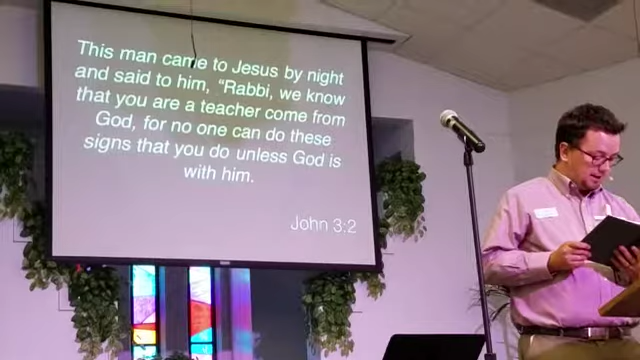 This man came to Jesus by night
and said to him, “Rabbi, we know
that you are a teacher come from
God, for no one can do these
signs that you do unless God is
with him.
John 3:2